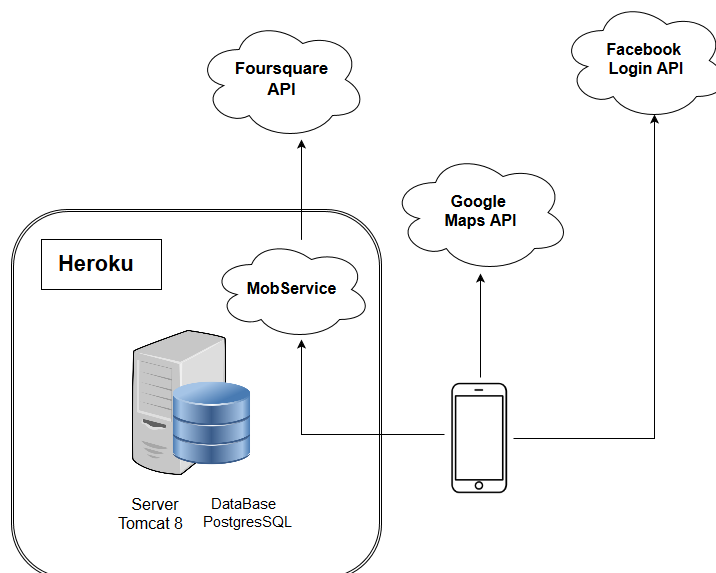 Foursquare
API
Facebook
Login API
Google
Maps API
Heroku
MobService
Server
Tomcat 8
DataBase
PostgresSQL